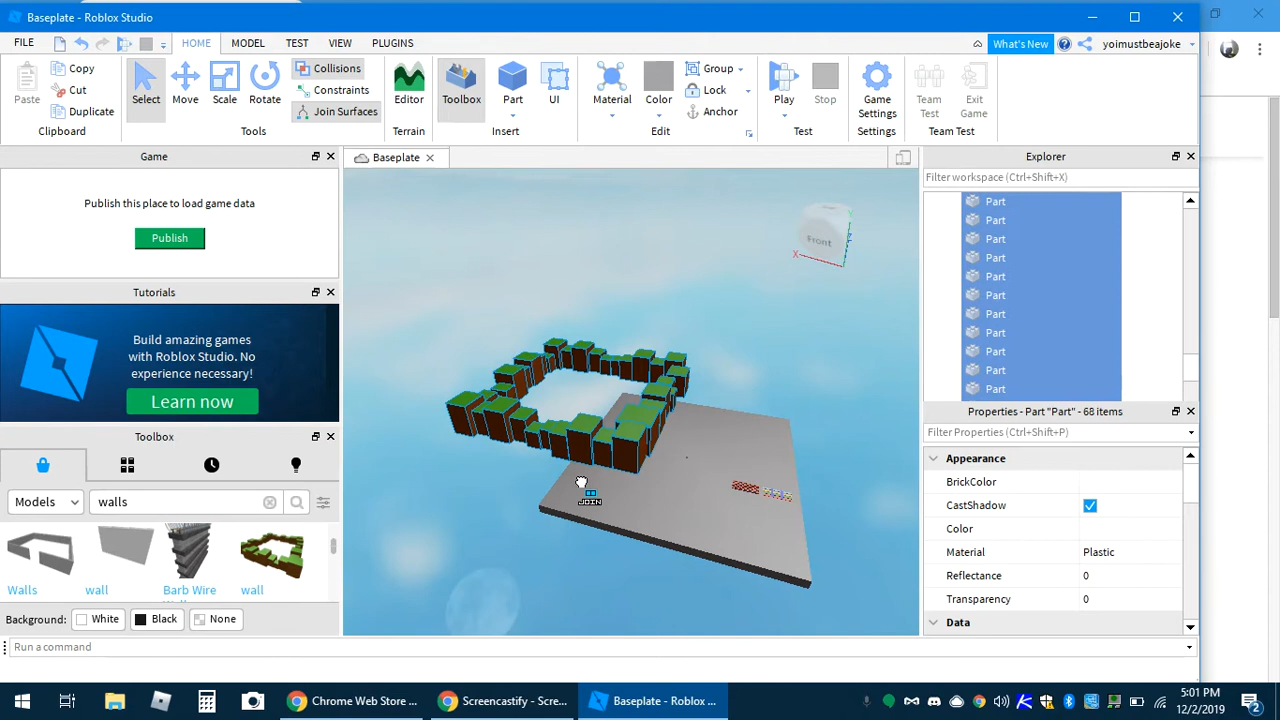 Baseplate - Roblox Studio
FILE HOME MODEL TEST VIEW PLUGINS What's New yoimustbeajoke
Paste Copy Cut Duplicate Select Move Scale Rotate Collisions Constraints Join Surfaces Editor Toolbox Part UI Material Color Group Lock Anchor Play Stop Game Settings Team Test Exit Game
Clipboard Tools Terrain Insert Edit Test Settings Team Test
Game
Publish this place to load game data
Publish
Tutorials
Build amazing games
with Roblox Studio. No
experience necessary!
Learn now
Toolbox
Models walls
Walls wall Barb Wire wall
Background: White Black None
Run a command
Baseplate
Front
X
JOIN
Explorer
Filter workspace (Ctrl+Shift+X)
Part
Part
Part
Part
Part
Part
Part
Part
Part
Part
Part
Properties - Part "Part" - 68 items
Filter Properties (Ctrl+Shift+P)
Appearance
BrickColor
CastShadow
Color
Material Plastic
Reflectance 0
Transparency 0
Data
Chrome Web Store ... Screencastify - Scre... Baseplate - Roblox ... 5:01 PM
12/2/2019 2